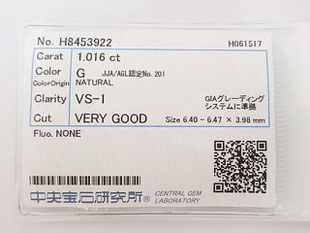 No. H8453922 H061517
Carat 1.016 ct
Color G JJA/AGL認定No.201
ColorOrigin NATURAL
Clarity VS-1 GIAグレーディング
システムに準拠
Cut VERY GOOD Size 6.40 - 6.47 × 3.98 mm
Fluo. NONE
中央宝石研究所® CENTRAL GEM
LABORATORY